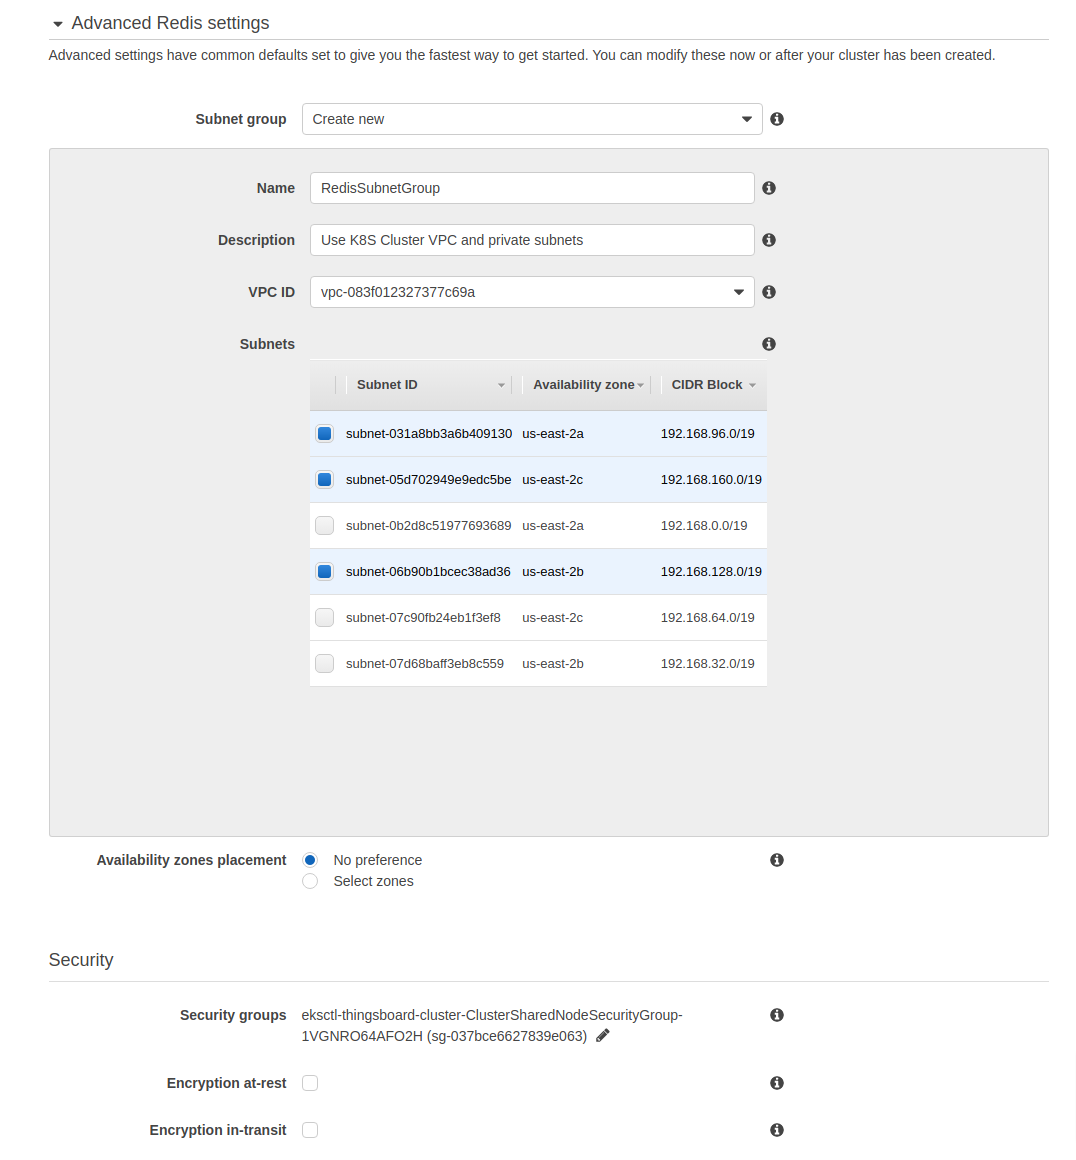 Advanced Redis settings
Advanced settings have common defaults set to give you the fastest way to get started. You can modify these now or after your cluster has been created.
Subnet group Create new
Name RedisSubnetGroup
Description Use K8S Cluster VPC and private subnets
VPC ID vpc-083f012327377c69a
Subnets
Subnet ID Availability zone CIDR Block
subnet-031a8bb3a6b409130 us-east-2a 192.168.96.0/19
subnet-05d702949e9edc5be us-east-2c 192.168.160.0/19
subnet-0b2d8c51977693689 us-east-2a 192.168.0.0/19
subnet-06b90b1bcec38ad36 us-east-2b 192.168.128.0/19
subnet-07c90fb24eb1f3ef8 us-east-2c 192.168.64.0/19
subnet-07d68baff3eb8c559 us-east-2b 192.168.32.0/19
Availability zones placement No preference
Select zones
Security
Security groups eksctl-thingsboard-cluster-ClusterSharedNodeSecurityGroup-
1VGNRO64AFO2H (sg-037bce6627839e063)
Encryption at-rest
Encryption in-transit